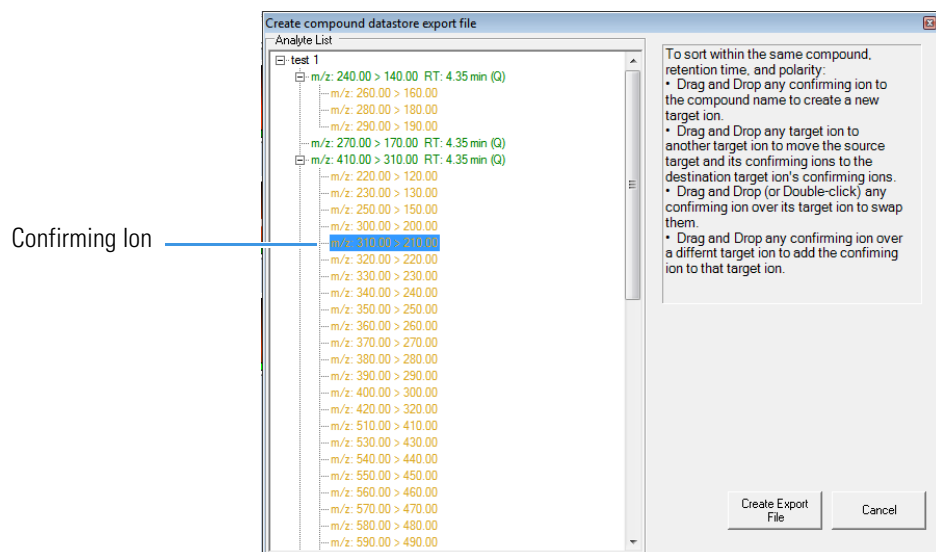 Create compound datastore export file
Analyte List
test 1
m/z: 240.00 > 140.00 RT: 4.35 min (Q)
m/z: 260.00 > 160.00
m/z: 280.00 > 180.00
m/z: 290.00 > 190.00
m/z: 270.00 > 170.00 RT: 4.35 min (Q)
m/z: 410.00 > 310.00 RT: 4.35 min (Q)
m/z: 220.00 > 120.00
m/z: 230.00 > 130.00
m/z: 250.00 > 150.00
m/z: 300.00 > 200.00
m/z: 310.00 > 210.00
m/z: 320.00 > 220.00
m/z: 330.00 > 230.00
m/z: 340.00 > 240.00
m/z: 350.00 > 250.00
m/z: 360.00 > 260.00
m/z: 370.00 > 270.00
m/z: 380.00 > 280.00
m/z: 390.00 > 290.00
m/z: 400.00 > 300.00
m/z: 420.00 > 320.00
m/z: 510.00 > 410.00
m/z: 530.00 > 430.00
m/z: 540.00 > 440.00
m/z: 550.00 > 450.00
m/z: 560.00 > 460.00
m/z: 570.00 > 470.00
m/z: 580.00 > 480.00
m/z: 590.00 > 490.00
Confirming Ion
To sort within the same compound,
retention time, and polarity:
• Drag and Drop any confirming ion to
the compound name to create a new
target ion.
• Drag and Drop any target ion to
another target ion to move the source
target and its confirming ions to the
destination target ion's confirming ions.
• Drag and Drop (or Double-click) any
confirming ion over its target ion to swap
them.
• Drag and Drop any confirming ion over
a differnt target ion to add the confiming
ion to that target ion.
Create Export
File
Cancel